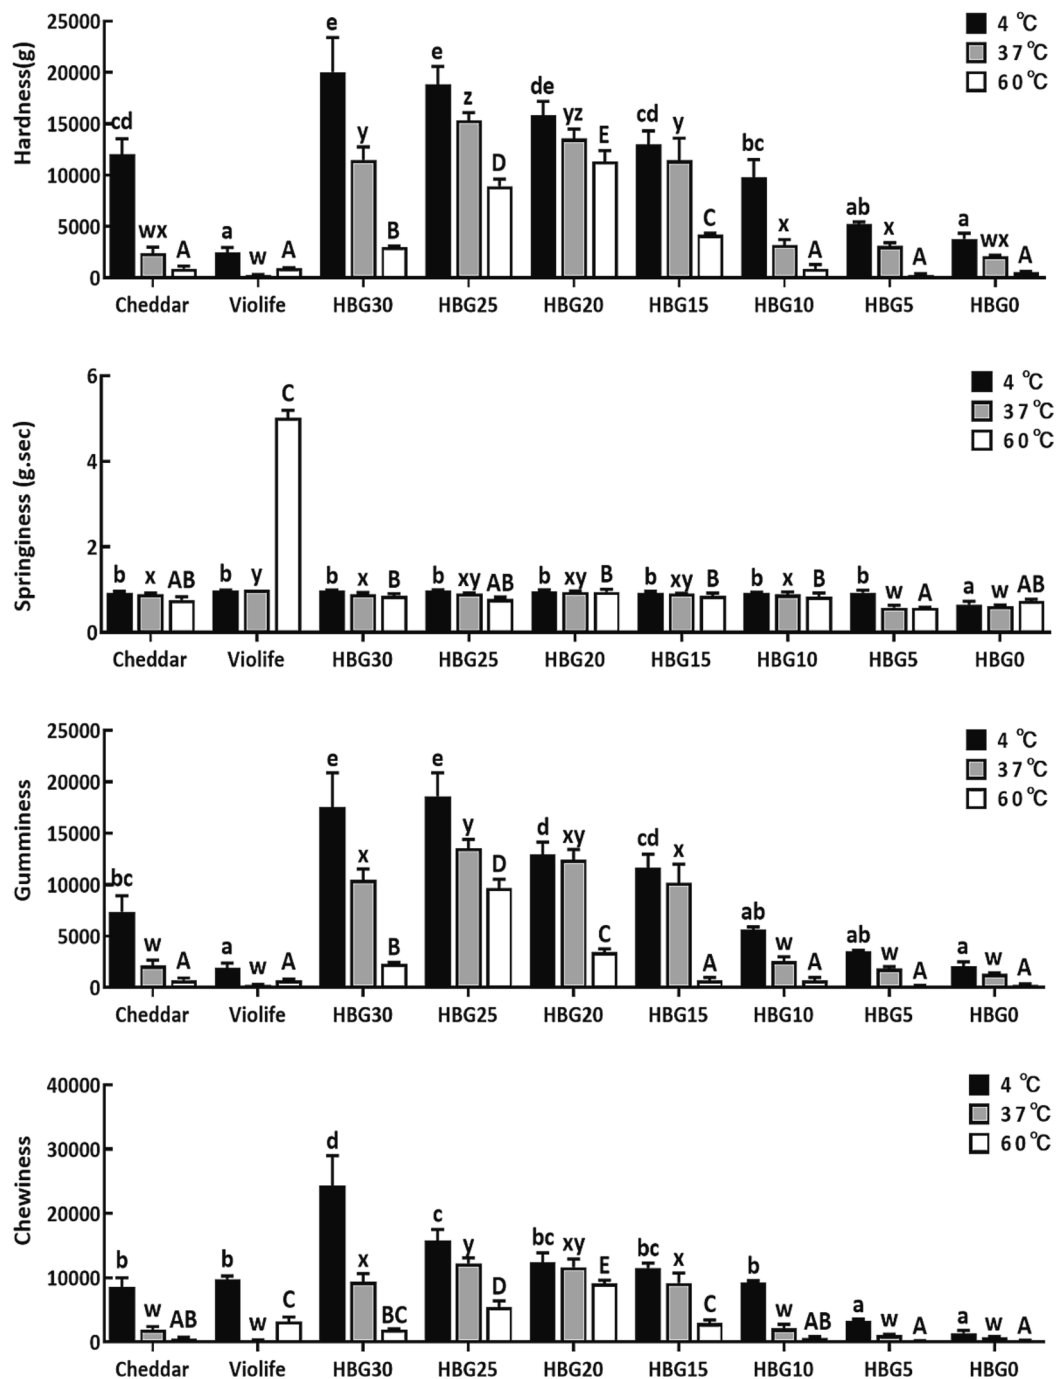 Hardness(g)
25000
20000
15000
10000
5000
0
4 °C
37°C
60°C
cd wx A a w A e y B e z D de yz E cd y C bc x A ab x A a wx A
Cheddar Violife HBG30 HBG25 HBG20 HBG15 HBG10 HBG5 HBG0
Springiness (g.sec)
6
4
2
0
4 °C
37°C
60°C
b x AB b y C b x B b xy AB b xy B b xy B b x B b w A a w AB
Cheddar Violife HBG30 HBG25 HBG20 HBG15 HBG10 HBG5 HBG0
Gumminess
25000
20000
15000
10000
5000
0
4 °C
37°C
60°C
bc w A a w A e x B e y D d xy C cd x A ab w A ab w A a w A
Cheddar Violife HBG30 HBG25 HBG20 HBG15 HBG10 HBG5 HBG0
Chewiness
40000
30000
20000
10000
0
4 °C
37°C
60°C
b w AB b w C d x BC c y D bc xy E bc x C b w AB a w A a w A
Cheddar Violife HBG30 HBG25 HBG20 HBG15 HBG10 HBG5 HBG0